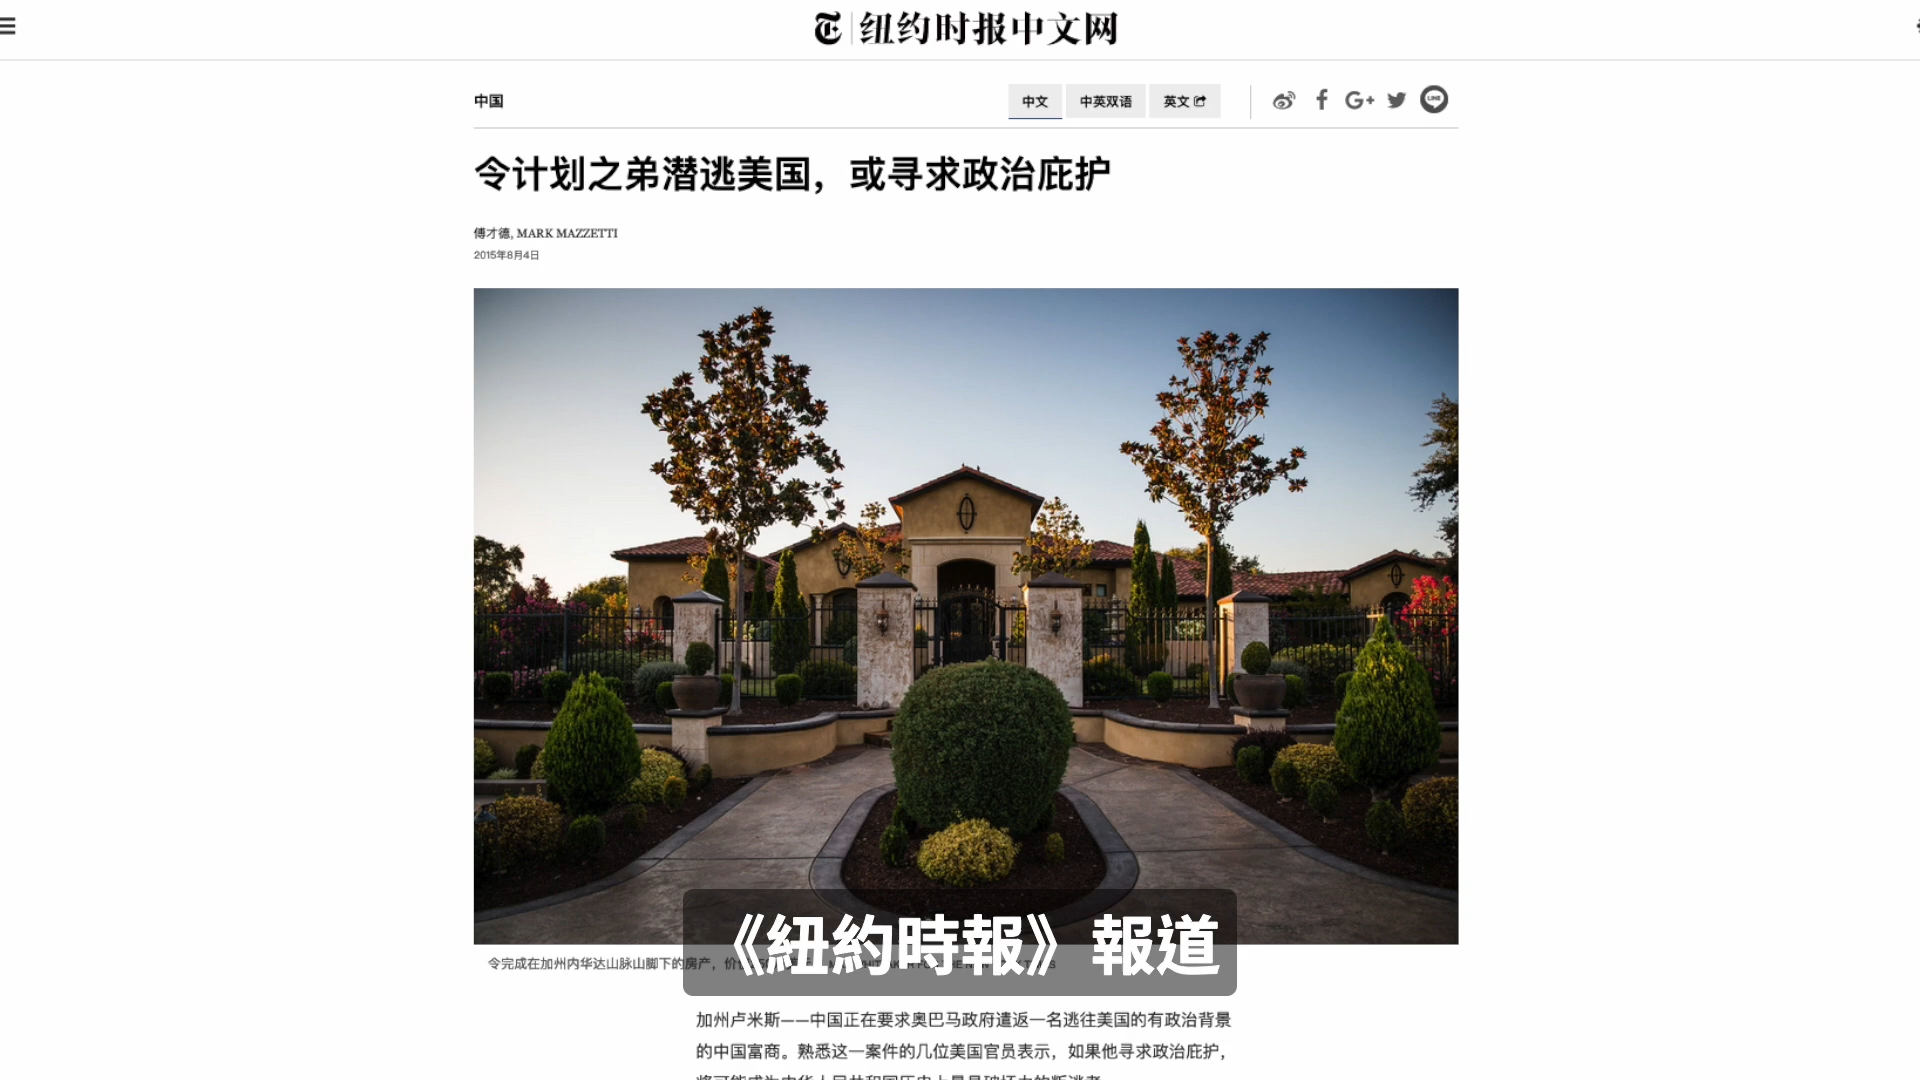 纽约时报中文网
中国
中文 中英双语 英文
令计划之弟潜逃美国，或寻求政治庇护
傅才德, MARK MAZZETTI
2015年8月4日
《紐約時報》報道
令完成在加州内华达山脉山脚下的房产，价
加州卢米斯——中国正在要求奥巴马政府遣返一名逃往美国的有政治背景
的中国富商。熟悉这一案件的几位美国官员表示，如果他寻求政治庇护，